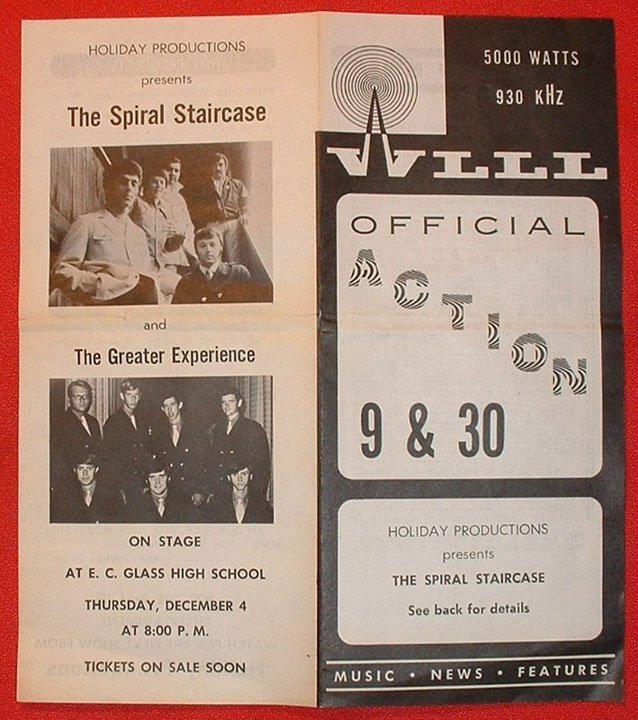 HOLIDAY PRODUCTIONS
presents
The Spiral Staircase
and
The Greater Experience
ON STAGE
AT E. C. GLASS HIGH SCHOOL
THURSDAY, DECEMBER 4
AT 8:00 P. M.
TICKETS ON SALE SOON
5000 WATTS
930 KHz
WLLL
OFFICIAL
ACTION
9 & 30
HOLIDAY PRODUCTIONS
presents
THE SPIRAL STAIRCASE
See back for details
MUSIC • NEWS • FEATURES